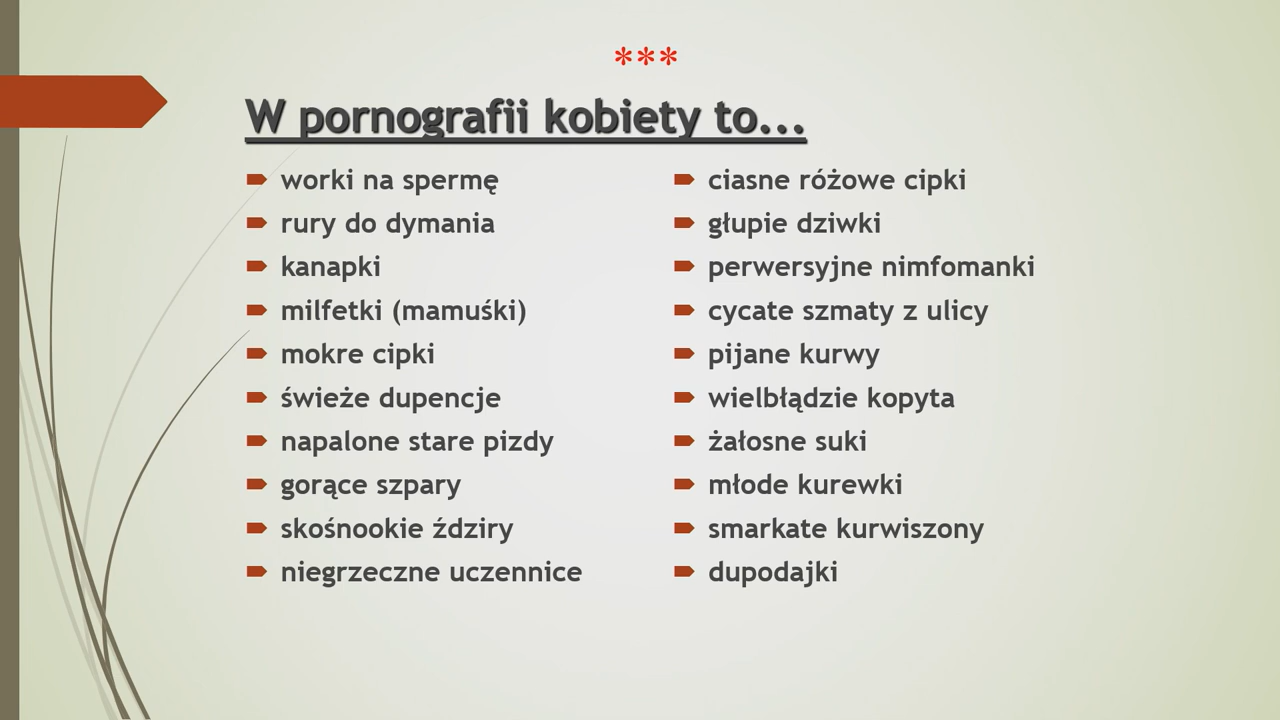 ***
W pornografii kobiety to...
worki na spermę
rury do dymania
kanapki
milfetki (mamuśki)
mokre cipki
świeże dupencje
napalone stare pizdy
gorące szpary
skośnookie ździry
niegrzeczne uczennice
ciasne różowe cipki
głupie dziwki
perwersyjne nimfomanki
cycate szmaty z ulicy
pijane kurwy
wielbłądzie kopyta
żałosne suki
młode kurewki
smarkate kurwiszony
dupodajki